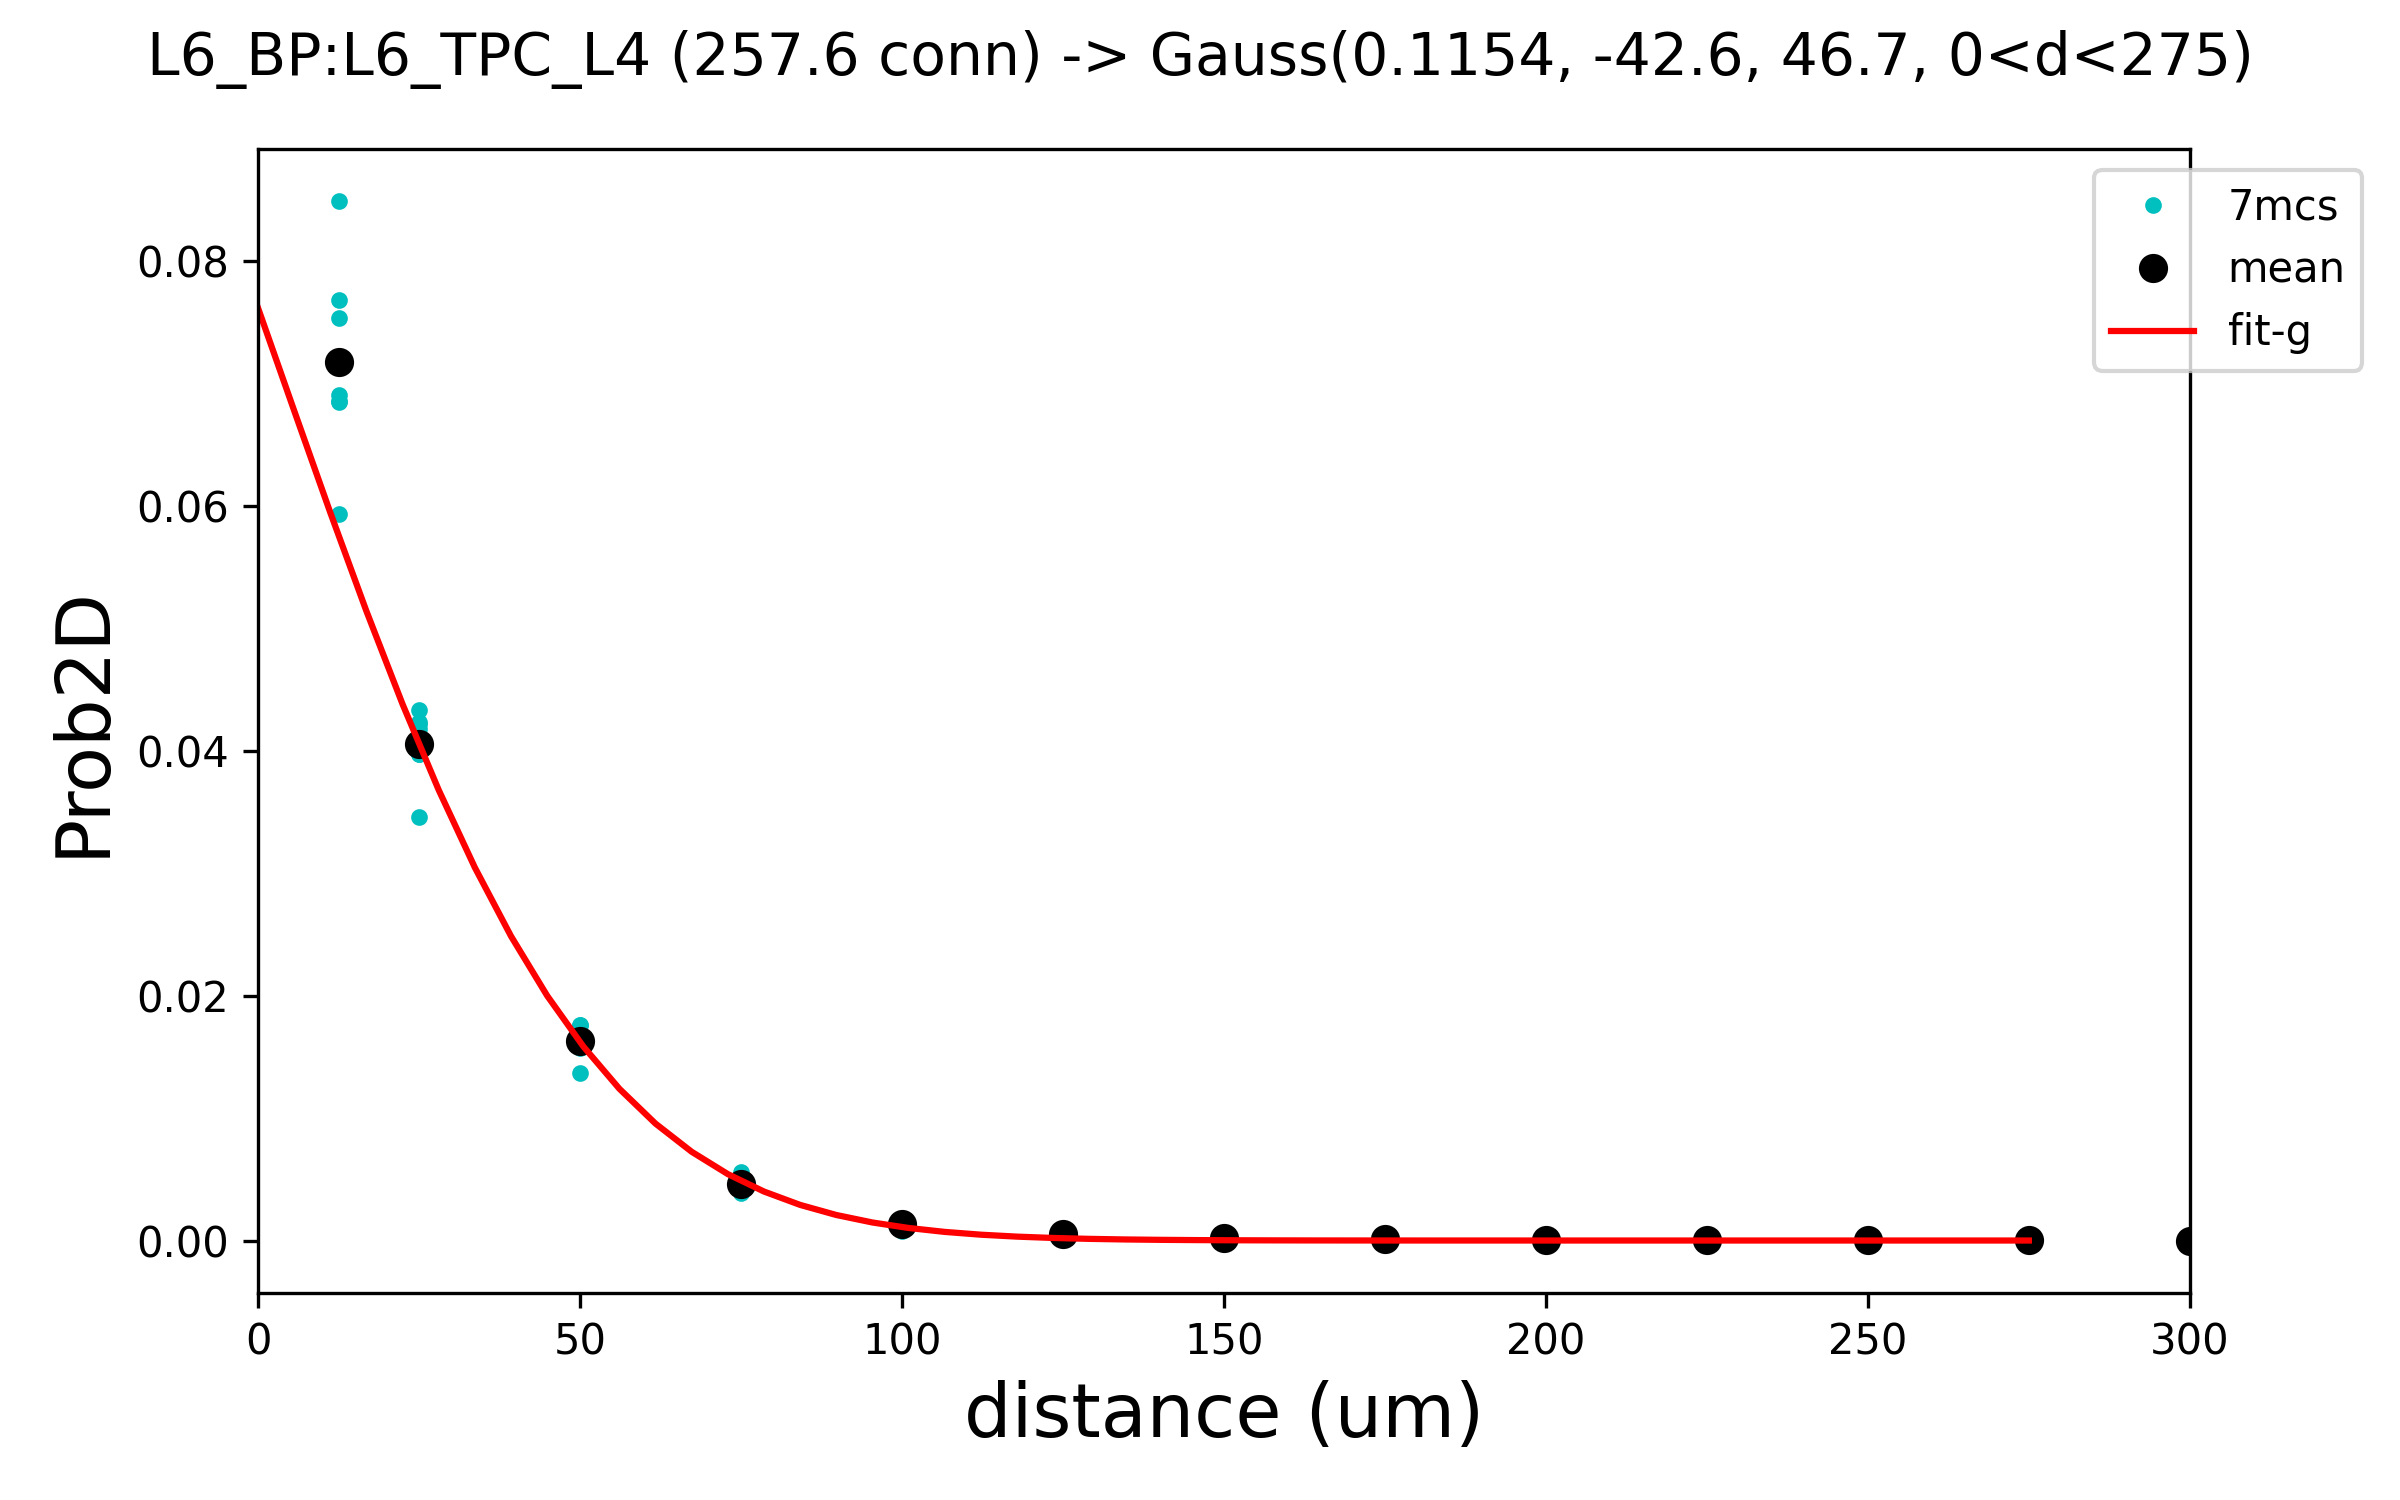 L6_BP:L6_TPC_L4 (257.6 conn) -> Gauss(0.1154, -42.6, 46.7, 0<d<275)
7mcs
mean
fit-g
Prob2D
0.08
0.06
0.04
0.02
0.00
0 50 100 150 200 250 300
distance (um)